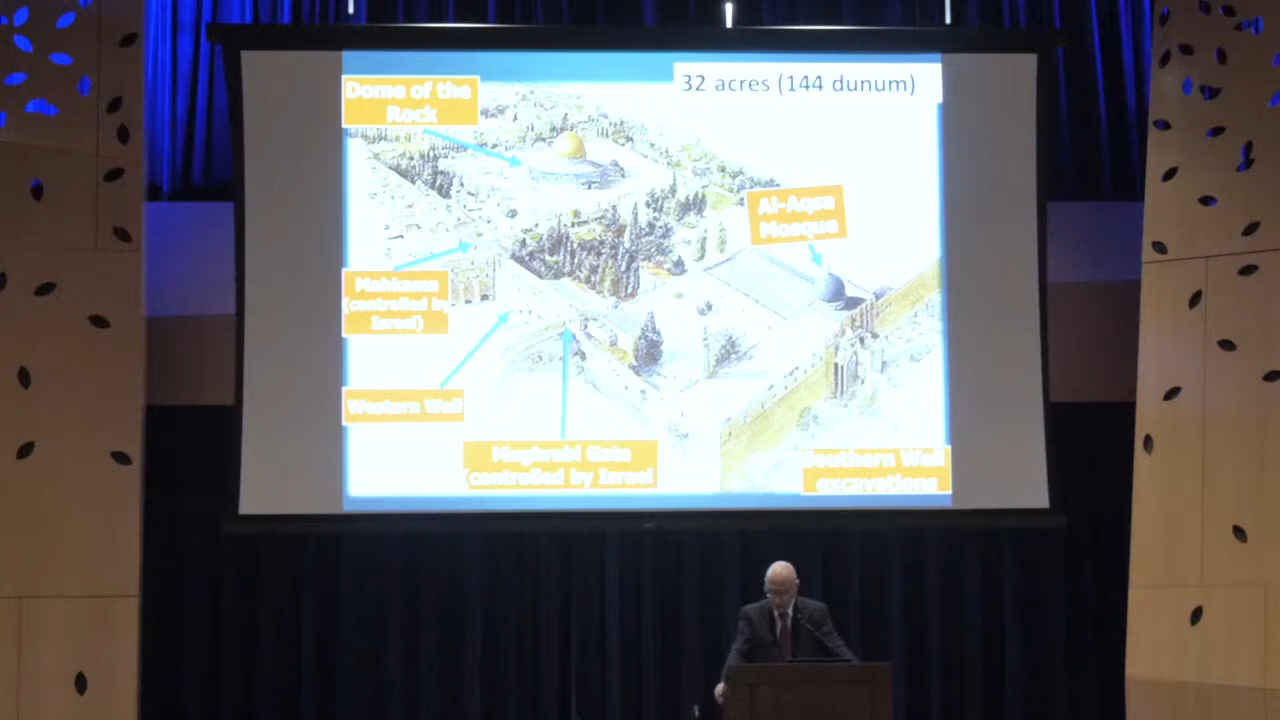 32 acres (144 dunum)
Dome of the
Rock
Al-Aqsa
Mosque
Mahkama
(controlled by
Israel)
Western Wall
Mughrabi Gate
(controlled by Israel
Southern Wall
excavations